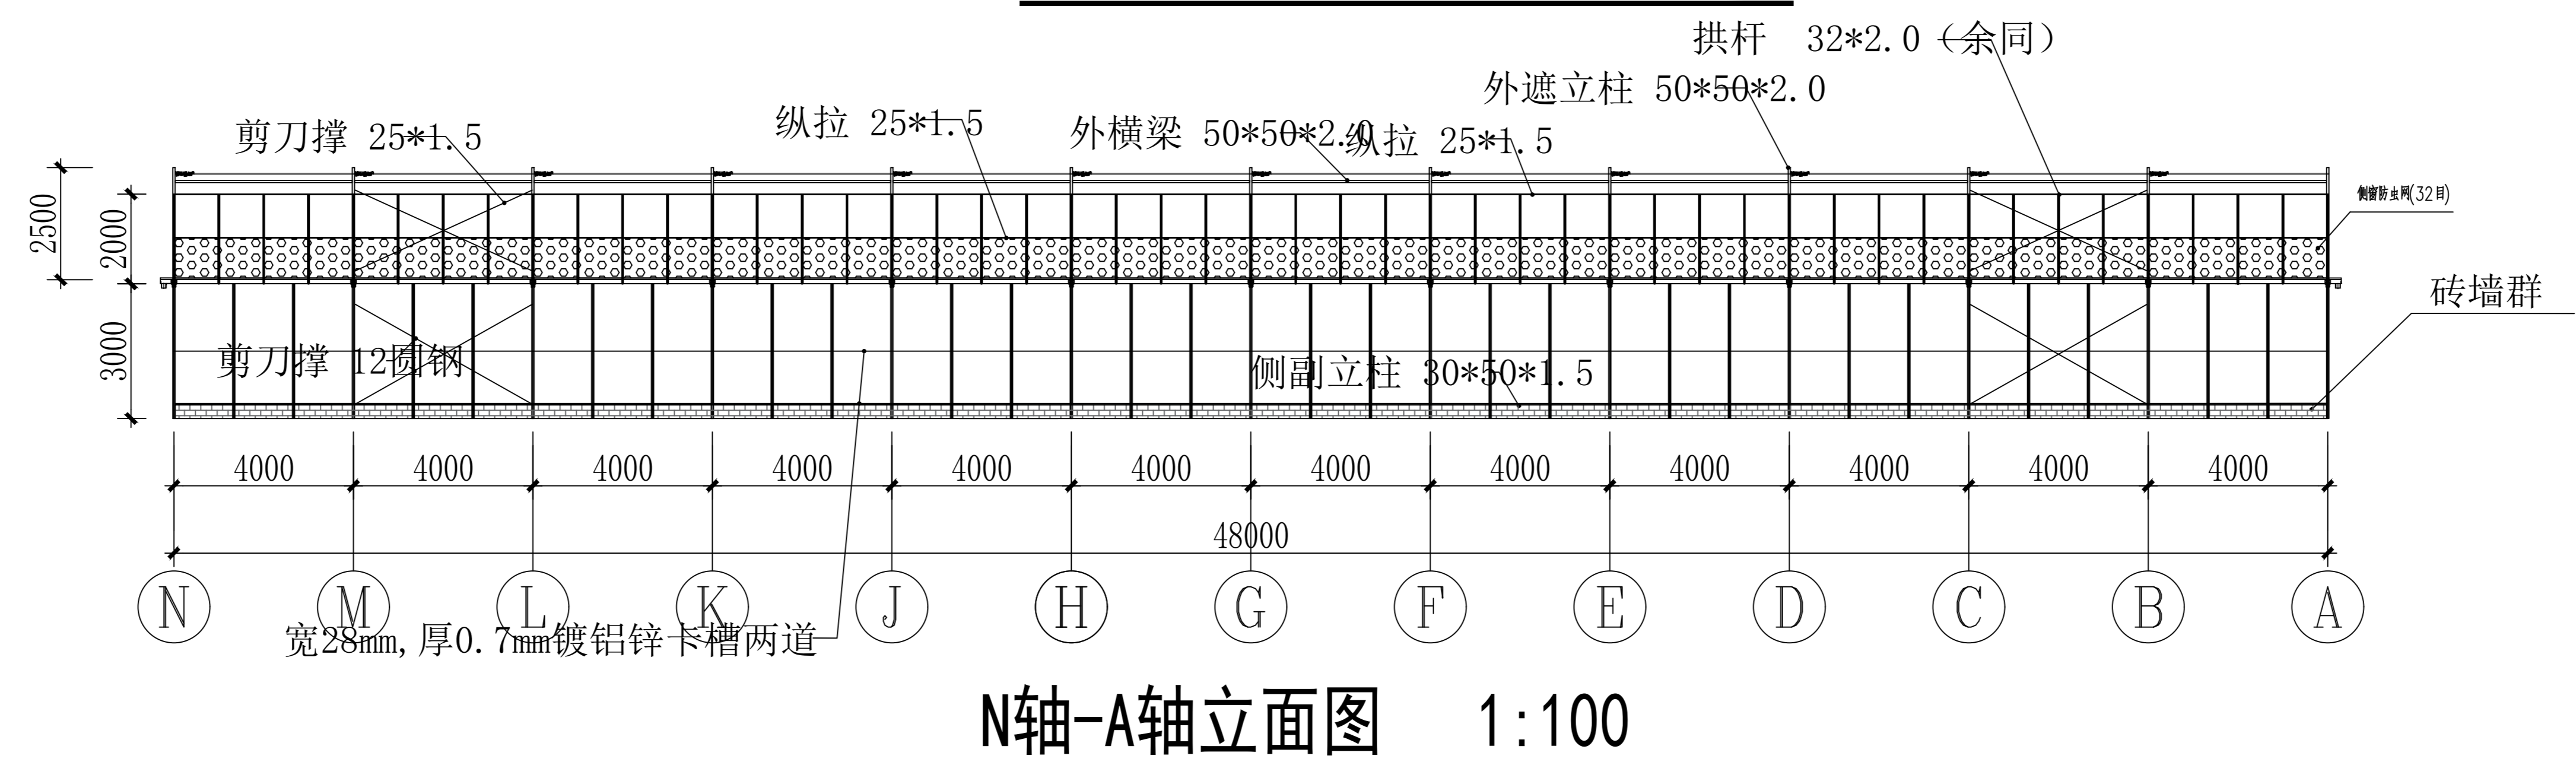 拱杆 32*2.0（余同）
外遮立柱 50*50*2.0
剪刀撑 25*1.5
纵拉 25*1.5
外横梁 50*50*2.0
纵拉 25*1.5
侧窗防虫网(32目)
2500
2000
3000
砖墙群
剪刀撑 12圆钢
侧副立柱 30*50*1.5
4000 4000 4000 4000 4000 4000 4000 4000 4000 4000 4000 4000
48000
N M L K J H G F E D C B A
宽28mm,厚0.7mm镀铝锌卡槽两道
N轴-A轴立面图 1:100